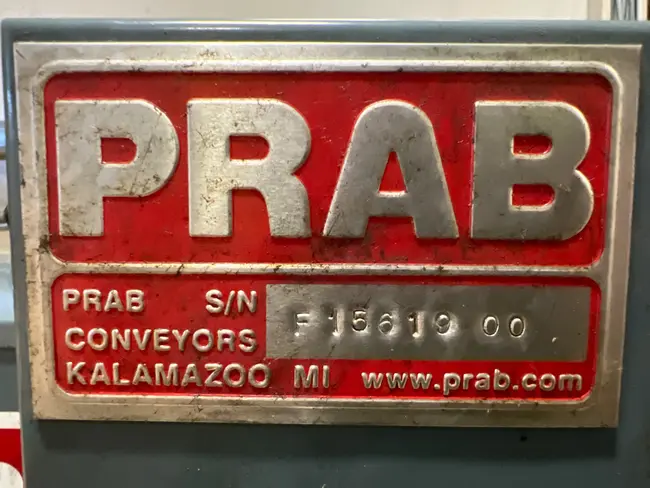 PRAB
PRAB S/N F 15619 00
CONVEYORS
KALAMAZOO MI www.prab.com